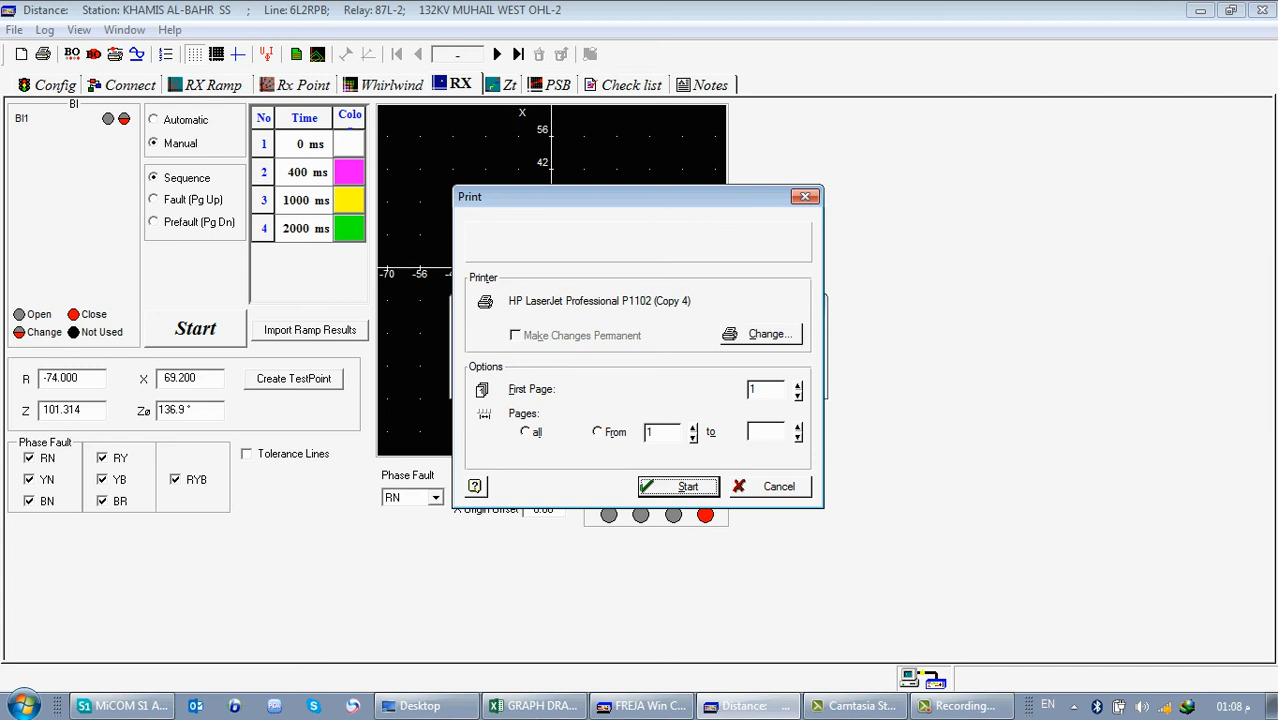 Distance: Station: KHAMIS AL-BAHR SS ; Line: 6L2RPB; Relay: 87L-2; 132KV MUHAIL WEST OHL-2
File Log View Window Help
BO
-
Config Connect RX Ramp Rx Point Whirlwind RX Zt PSB Check list Notes
BI
BI1
Open Close
Change Not Used
Automatic
Manual
Sequence
Fault (Pg Up)
Prefault (Pg Dn)
Start
No Time Colo
1 0 ms
2 400 ms
3 1000 ms
4 2000 ms
Import Ramp Results
R -74.000 X 69.200 Create TestPoint
Z 101.314 Zø 136.9 °
Phase Fault
RN RY
YN YB RYB
BN BR
Tolerance Lines
X
56
42
-70 -56
Phase Fault
RN
X Origin Offset 0.00
Print
Printer
HP LaserJet Professional P1102 (Copy 4)
Make Changes Permanent Change...
Options
First Page: 1
Pages:
all From 1 to
Start Cancel
MiCOM S1 A... Desktop GRAPH DRA... FREJA Win C... Distance: ... Camtasia St... Recording... EN 01:08 م